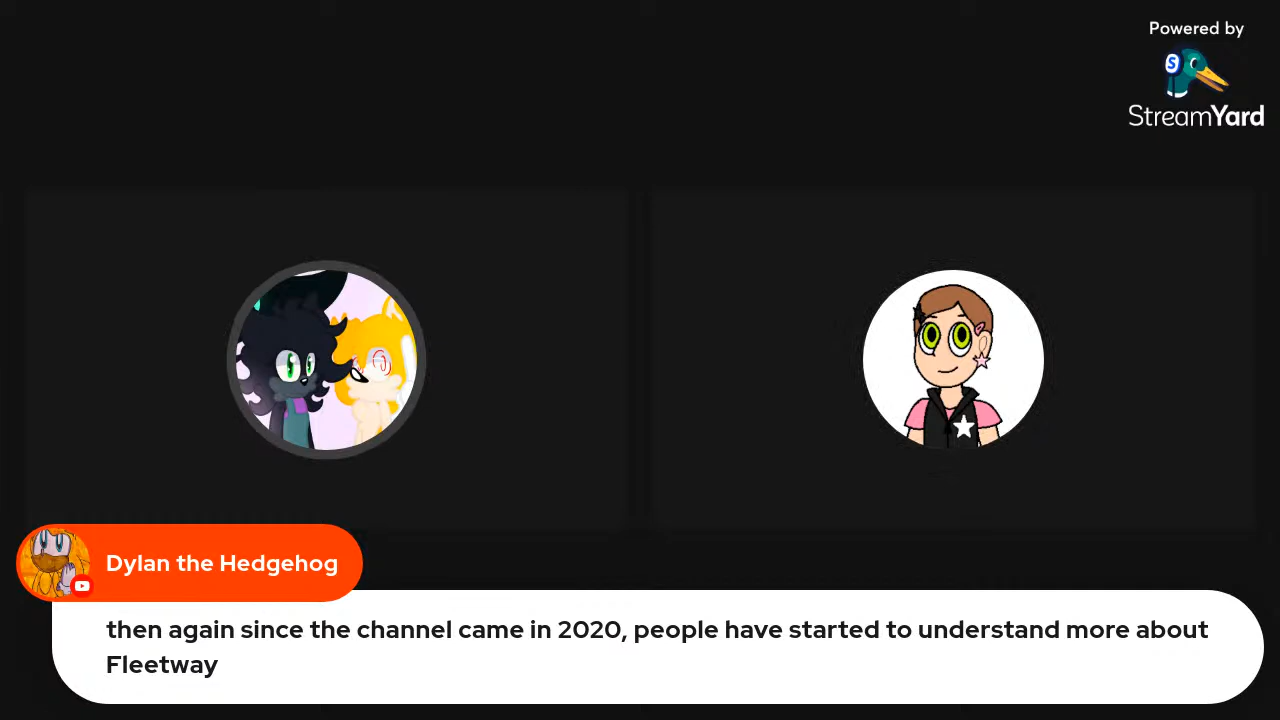 Powered by
S
StreamYard
Dylan the Hedgehog
then again since the channel came in 2020, people have started to understand more about
Fleetway